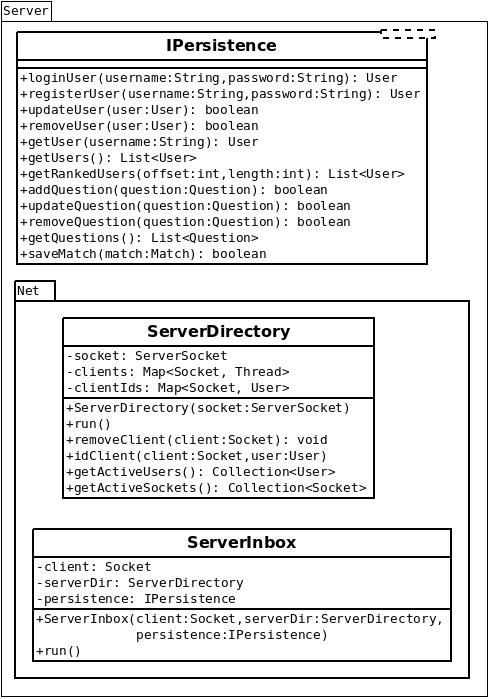 Server
IPersistence
+loginUser(username:String,password:String): User
+registerUser(username:String,password:String): User
+updateUser(user:User): boolean
+removeUser(user:User): boolean
+getUser(username:String): User
+getUsers(): List<User>
+getRankedUsers(offset:int,length:int): List<User>
+addQuestion(question:Question): boolean
+updateQuestion(question:Question): boolean
+removeQuestion(question:Question): boolean
+getQuestions(): List<Question>
+saveMatch(match:Match): boolean
Net
ServerDirectory
-socket: ServerSocket
-clients: Map<Socket, Thread>
-clientIds: Map<Socket, User>
+ServerDirectory(socket:ServerSocket)
+run()
+removeClient(client:Socket): void
+idClient(client:Socket,user:User)
+getActiveUsers(): Collection<User>
+getActiveSockets(): Collection<Socket>
ServerInbox
-client: Socket
-serverDir: ServerDirectory
-persistence: IPersistence
+ServerInbox(client:Socket,serverDir:ServerDirectory,
persistence:IPersistence)
+run()